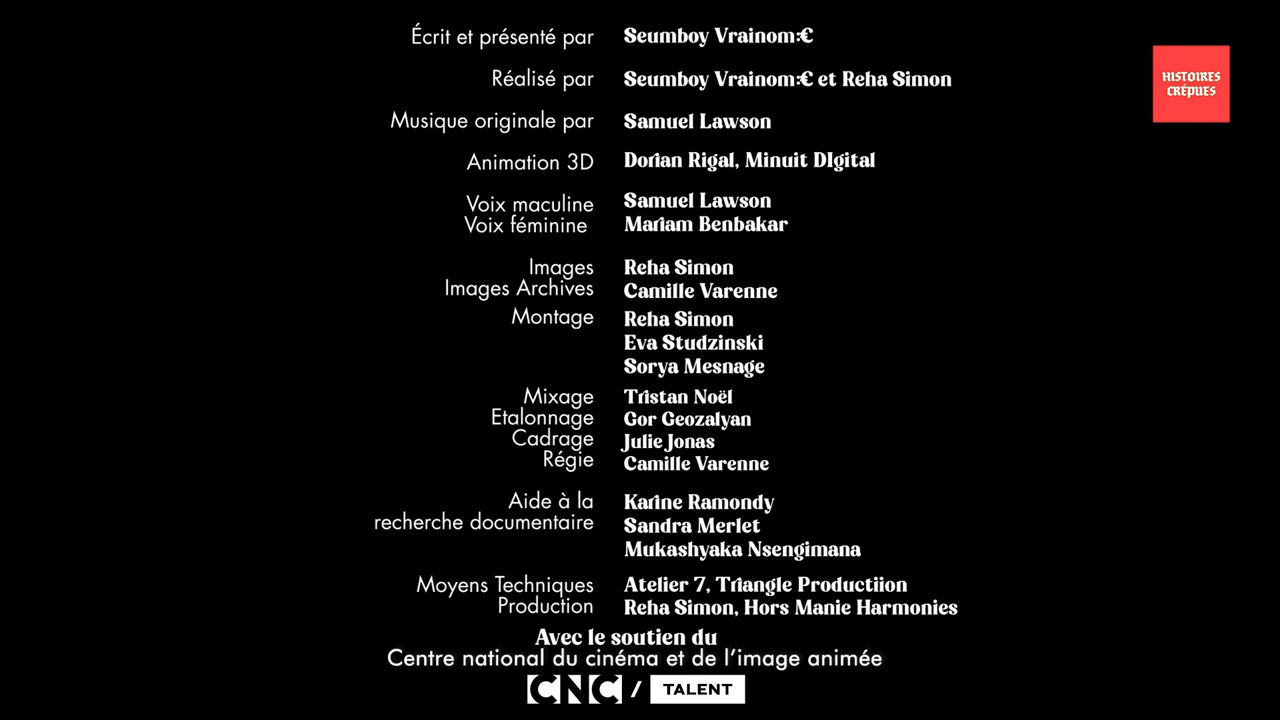 Écrit et présenté par Seumboy Vrainom:€
HISTOIRES
CRÉPUES
Réalisé par Seumboy Vrainom:€ et Reha Simon
Musique originale par Samuel Lawson
Animation 3D Dorian Rigal, Minuit DIgital
Voix maculine Samuel Lawson
Voix féminine Mariam Benbakar
Images Reha Simon
Images Archives Camille Varenne
Montage Reha Simon
Eva Studzinski
Sorya Mesnage
Mixage Tristan Noël
Etalonnage Gor Geozalyan
Cadrage Julie Jonas
Régie Camille Varenne
Aide à la Karine Ramondy
recherche documentaire Sandra Merlet
Mukashyaka Nsengimana
Moyens Techniques Atelier 7, Triangle Productiion
Production Reha Simon, Hors Manie Harmonies
Avec le soutien du
Centre national du cinéma et de l'image animée
CNC / TALENT